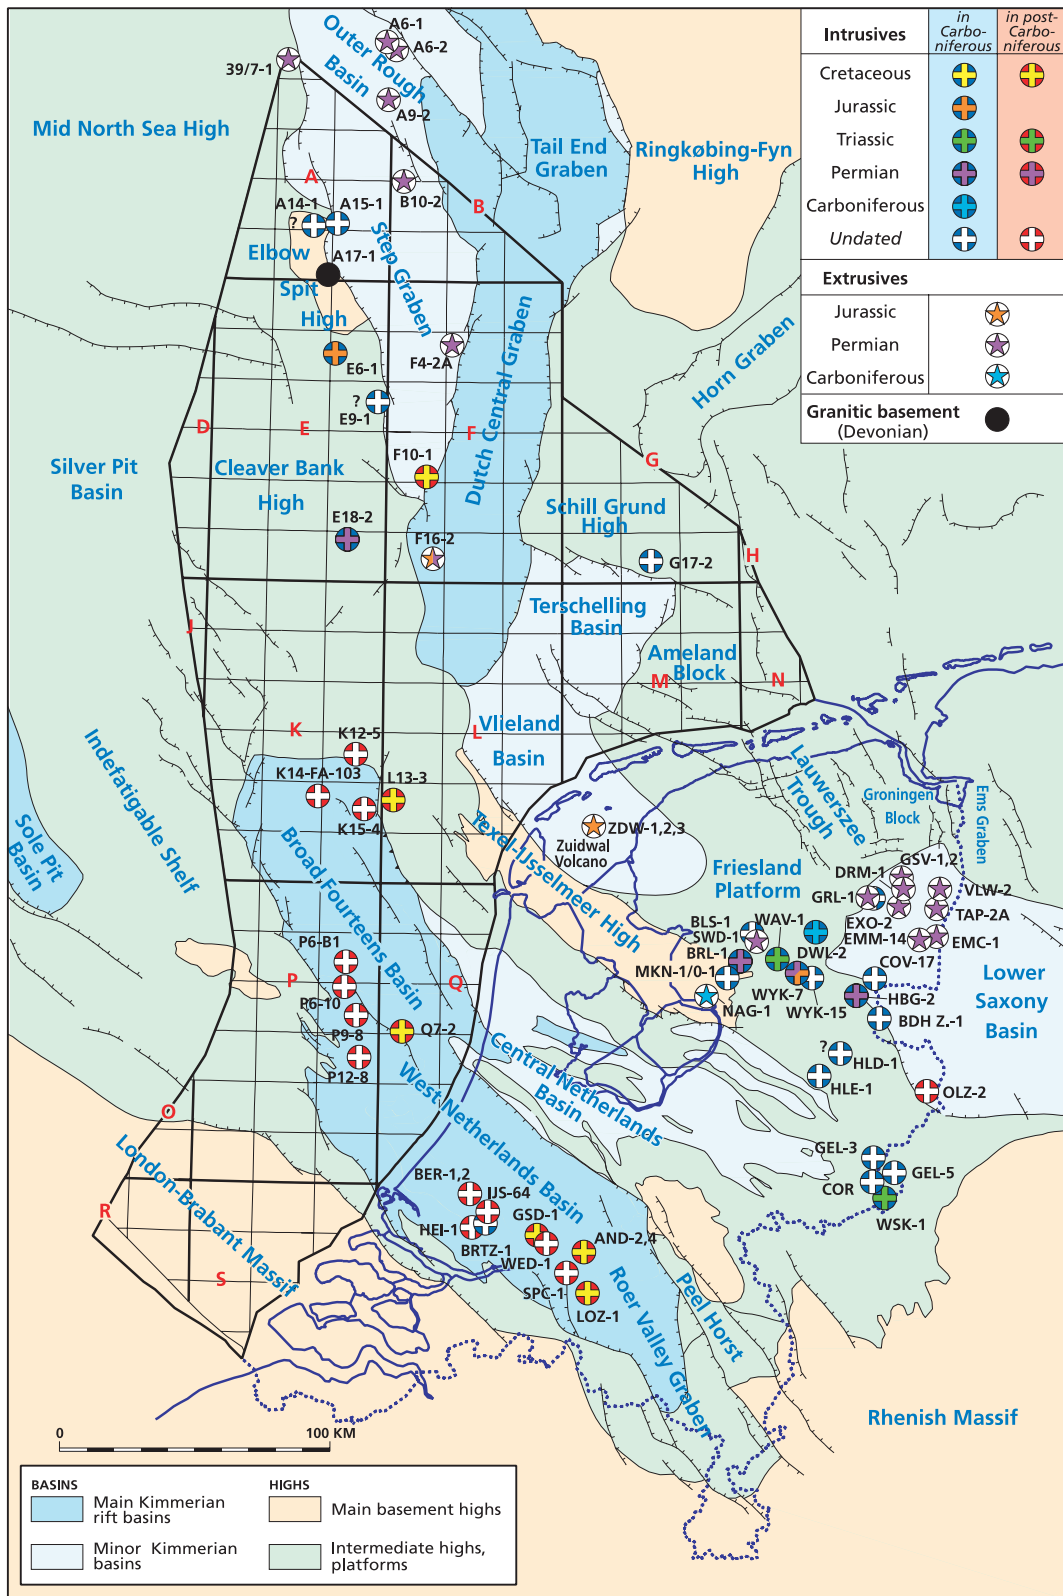 Intrusives
in
Carbo-
niferous
in post-
Carbo-
niferous
Cretaceous
Jurassic
Triassic
Permian
Carboniferous
Undated
Extrusives
Jurassic
Permian
Carboniferous
Granitic basement
(Devonian)
A6-1
A6-2
Outer Rough
Basin
39/7-1
A9-2
Mid North Sea High
Tail End
Graben
Ringkøbing-Fyn
High
A
B10-2
B
A14-1
A15-1
?
Step Graben
Elbow
Spit
High
A17-1
Dutch Central Graben
Horn Graben
F4-2A
E6-1
?
E9-1
D
E
F
G
F10-1
Silver Pit
Basin
Cleaver Bank
High
Schill Grund
High
E18-2
F16-2
G17-2
H
Terschelling
Basin
J
Ameland
Block
M
N
K
L
Vlieland
Basin
K12-5
K14-FA-103
L13-3
K15-4
Indefatigable Shelf
Lauwerszee
Trough
Groningen
Block
Ems Graben
Sole Pit
Basin
Broad Fourteens Basin
Texel-IJsselmeer High
ZDW-1,2,3
Zuidwal
Volcano
Friesland
Platform
GSV-1,2
DRM-1
GRL-1
VLW-2
TAP-2A
EXO-2
EMM-14
EMC-1
BLS-1
WAV-1
SWD-1
BRL-1
DWL-2
COV-17
MKN-1/0-1
Lower
Saxony
Basin
WYK-7
WYK-15
NAG-1
HBG-2
BDH Z.-1
P6-B1
P
Q
P6-10
Q7-2
P9-8
P12-8
?
HLD-1
HLE-1
OLZ-2
Central Netherlands
Basin
West Netherlands Basin
O
London-Brabant Massif
GEL-3
GEL-5
COR
WSK-1
BER-1,2
IJS-64
R
HEI-1
GSD-1
BRTZ-1
AND-2,4
WED-1
S
SPC-1
LOZ-1
Roer Valley Graben
Peel Horst
Rhenish Massif
0
100 KM
BASINS
HIGHS
Main Kimmerian
rift basins
Main basement highs
Minor Kimmerian
basins
Intermediate highs,
platforms